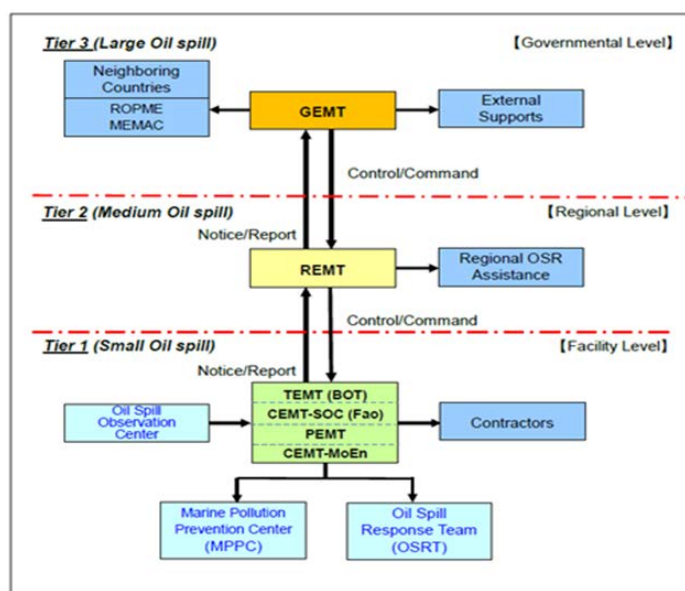 Tier 3 (Large Oil spill)
【Governmental Level】
Neighboring
Countries
ROPME
MEMAC
GEMT
External
Supports
Control/Command
Tier 2 (Medium Oil spill)
【Regional Level】
Notice/Report
REMT
Regional OSR
Assistance
Control/Command
Tier 1 (Small Oil spill)
【Facility Level】
Notice/Report
Oil Spill
Observation
Center
TEMT (BOT)
CEMT-SOC (Fao)
PEMT
CEMT-MoEn
Contractors
Marine Pollution
Prevention Center
(MPPC)
Oil Spill
Response Team
(OSRT)